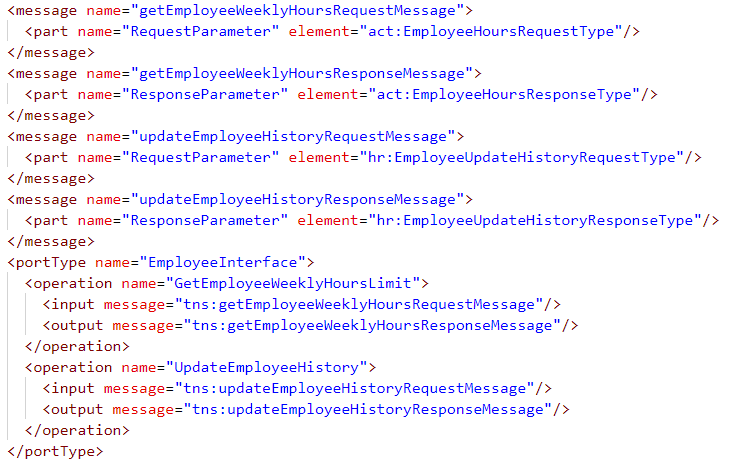 <message name="getEmployeeWeeklyHoursRequestMessage">
<part name="RequestParameter" element="act:EmployeeHoursRequestType"/>
</message>
<message name="getEmployeeWeeklyHoursResponseMessage">
<part name="ResponseParameter" element="act:EmployeeHoursResponseType"/>
</message>
<message name="updateEmployeeHistoryRequestMessage">
<part name="RequestParameter" element="hr:EmployeeUpdateHistoryRequestType"/>
</message>
<message name="updateEmployeeHistoryResponseMessage">
<part name="ResponseParameter" element="hr:EmployeeUpdateHistoryResponseType"/>
</message>
<portType name="EmployeeInterface">
<operation name="GetEmployeeWeeklyHoursLimit">
<input message="tns:getEmployeeWeeklyHoursRequestMessage"/>
<output message="tns:getEmployeeWeeklyHoursResponseMessage"/>
</operation>
<operation name="UpdateEmployeeHistory">
<input message="tns:updateEmployeeHistoryRequestMessage"/>
<output message="tns:updateEmployeeHistoryResponseMessage"/>
</operation>
</portType>